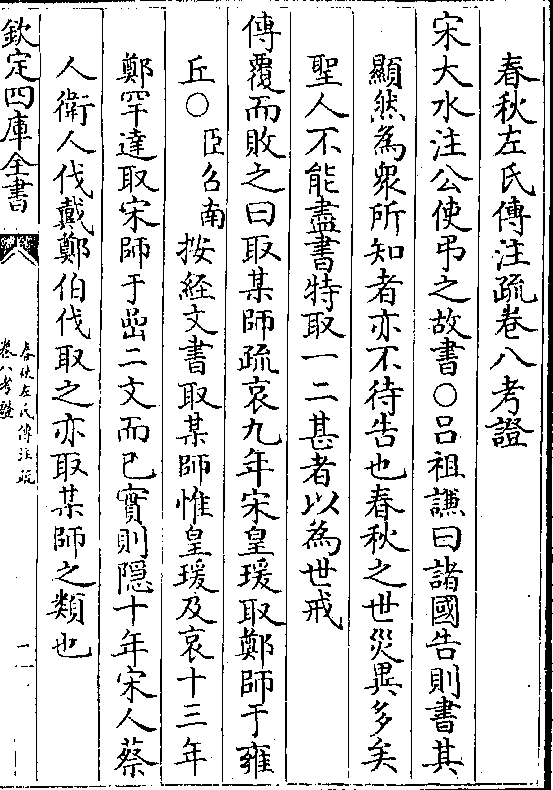 春秋左氏傳注疏卷八考證
宋大水注公使弔之故書○呂祖謙曰諸國告則書其
顯然為衆所知者亦不待告也春秋之世災異多矣
聖人不能盡書特取一二甚者以為世戒
傳覆而敗之曰取某師疏哀九年宋皇瑗取鄭師于雍
丘○臣召南按經文書取某師惟皇瑗及哀十三年
鄭罕達取宋師于嵒二文而已實則隱十年宋人蔡
人衛人伐戴鄭伯伐取之亦取某師之類也
欽定四庫全書
春秋左氏傳注疏
卷八考證
一